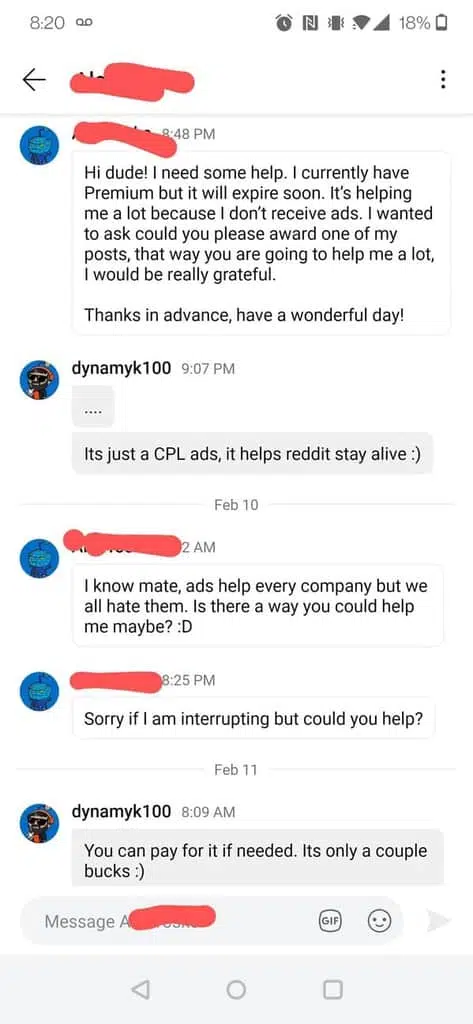 8:20 18%
8:48 PM
Hi dude! I need some help. I currently have
Premium but it will expire soon. It's helping
me a lot because I don't receive ads. I wanted
to ask could you please award one of my
posts, that way you are going to help me a lot,
I would be really grateful.
Thanks in advance, have a wonderful day!
dynamyk100 9:07 PM
....
Its just a CPL ads, it helps reddit stay alive :)
Feb 10
2 AM
I know mate, ads help every company but we
all hate them. Is there a way you could help
me maybe? :D
8:25 PM
Sorry if I am interrupting but could you help?
Feb 11
dynamyk100 8:09 AM
You can pay for it if needed. Its only a couple
bucks :)
Message A
GIF